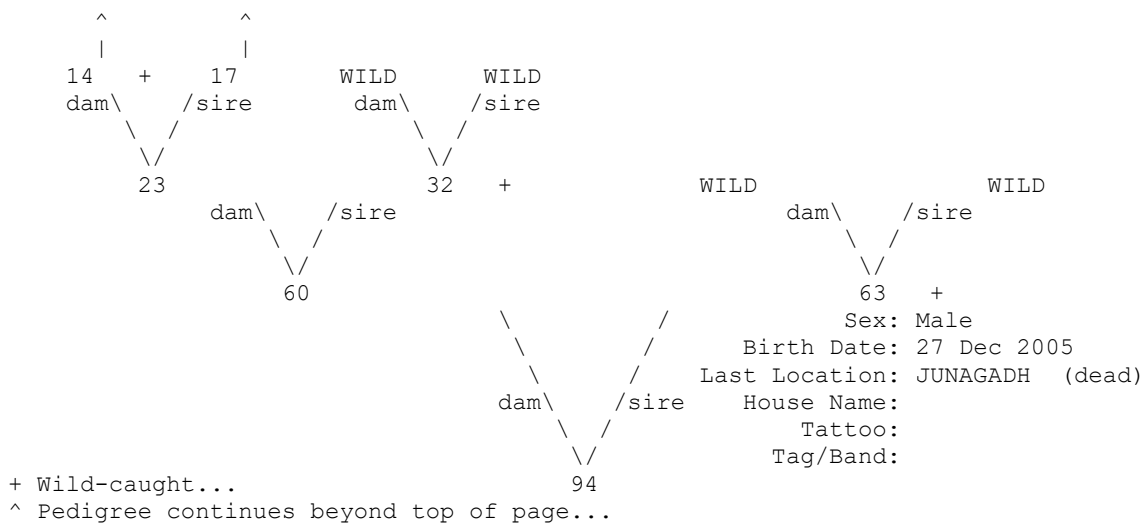 ^ ^
| |
14 + 17 WILD WILD
dam\ /sire dam\ /sire
\ / \ /
\/ \/
23 32 + WILD WILD
dam\ /sire dam\ /sire
\ / \ /
\/ \/
60 63 +
\ / Sex: Male
\ / Birth Date: 27 Dec 2005
\ / Last Location: JUNAGADH (dead)
dam\ /sire House Name:
\ / Tattoo:
\/ Tag/Band:
+ Wild-caught... 94
^ Pedigree continues beyond top of page...